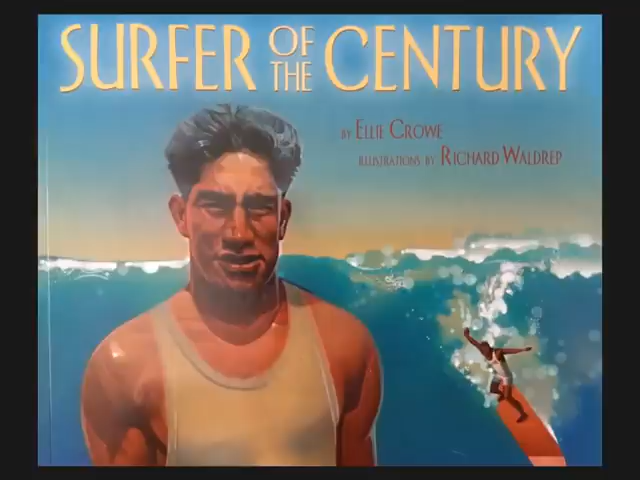 SURFER OF THE CENTURY
BY ELLIE CROWE
ILLUSTRATIONS BY RICHARD WALDREP